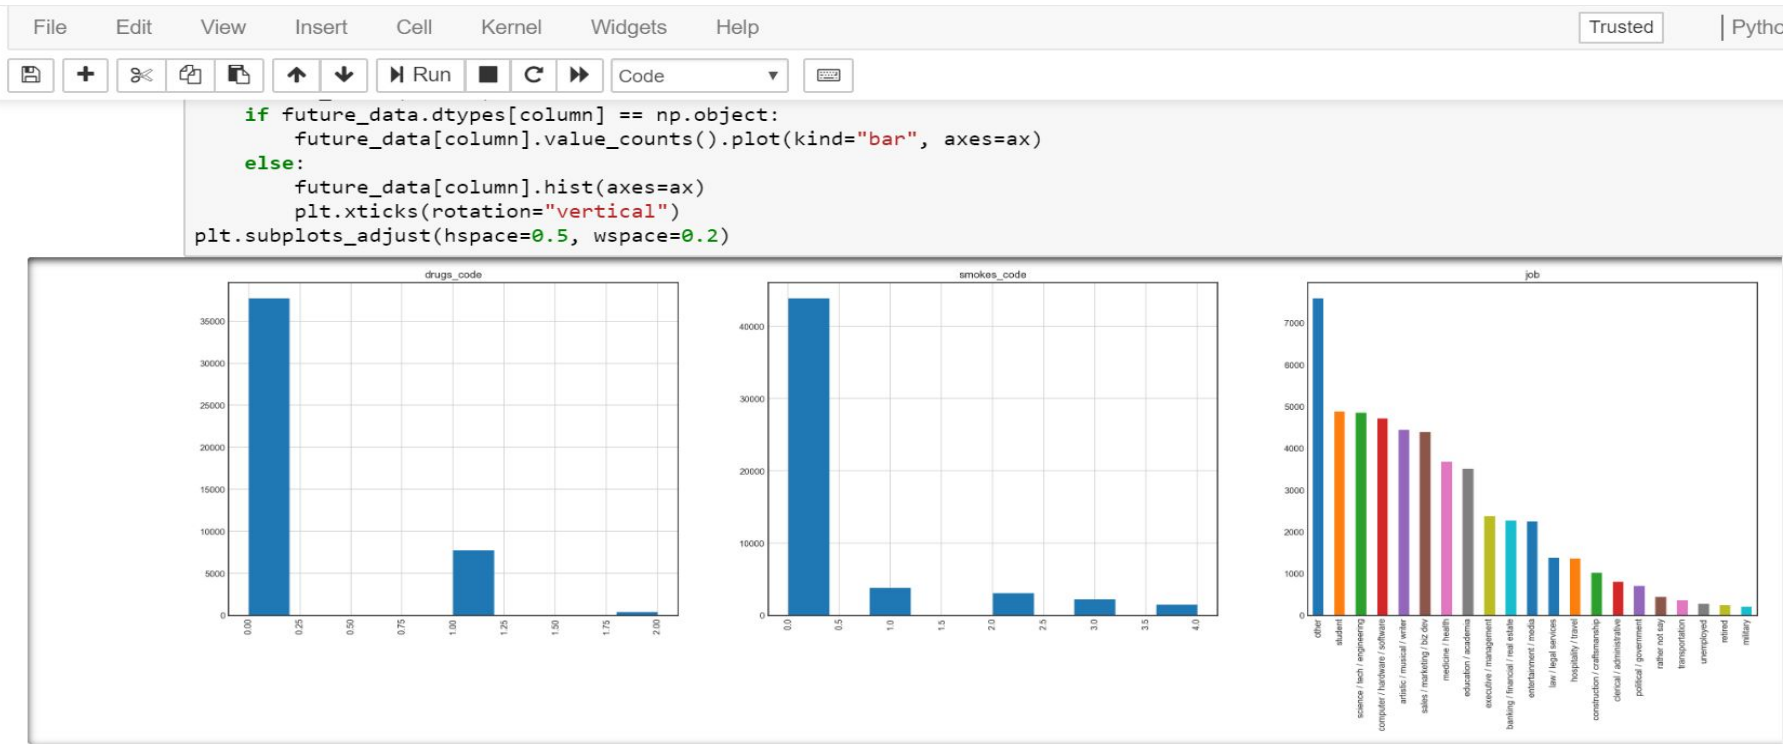 File Edit View Insert Cell Kernel Widgets Help Trusted Pytho
Run Code
if future_data.dtypes[column] == np.object:
future_data[column].value_counts().plot(kind="bar", axes=ax)
else:
future_data[column].hist(axes=ax)
plt.xticks(rotation="vertical")
plt.subplots_adjust(hspace=0.5, wspace=0.2)
drugs_code
35000
30000
25000
20000
15000
10000
5000
0
0.00 0.25 0.50 0.75 1.00 1.25 1.50 1.75 2.00
smokes_code
40000
30000
20000
10000
0
0.0 0.5 1.0 1.5 2.0 2.5 3.0 3.5 4.0
job
7000
6000
5000
4000
3000
2000
1000
0
other
student
science / tech / engineering
computer / hardware / software
artistic / musical / writer
sales / marketing / biz dev
medicine / health
education / academia
executive / management
banking / financial / real estate
entertainment / media
law / legal services
hospitality / travel
construction / craftsmanship
clerical / administrative
political / government
rather not say
transportation
unemployed
retired
military